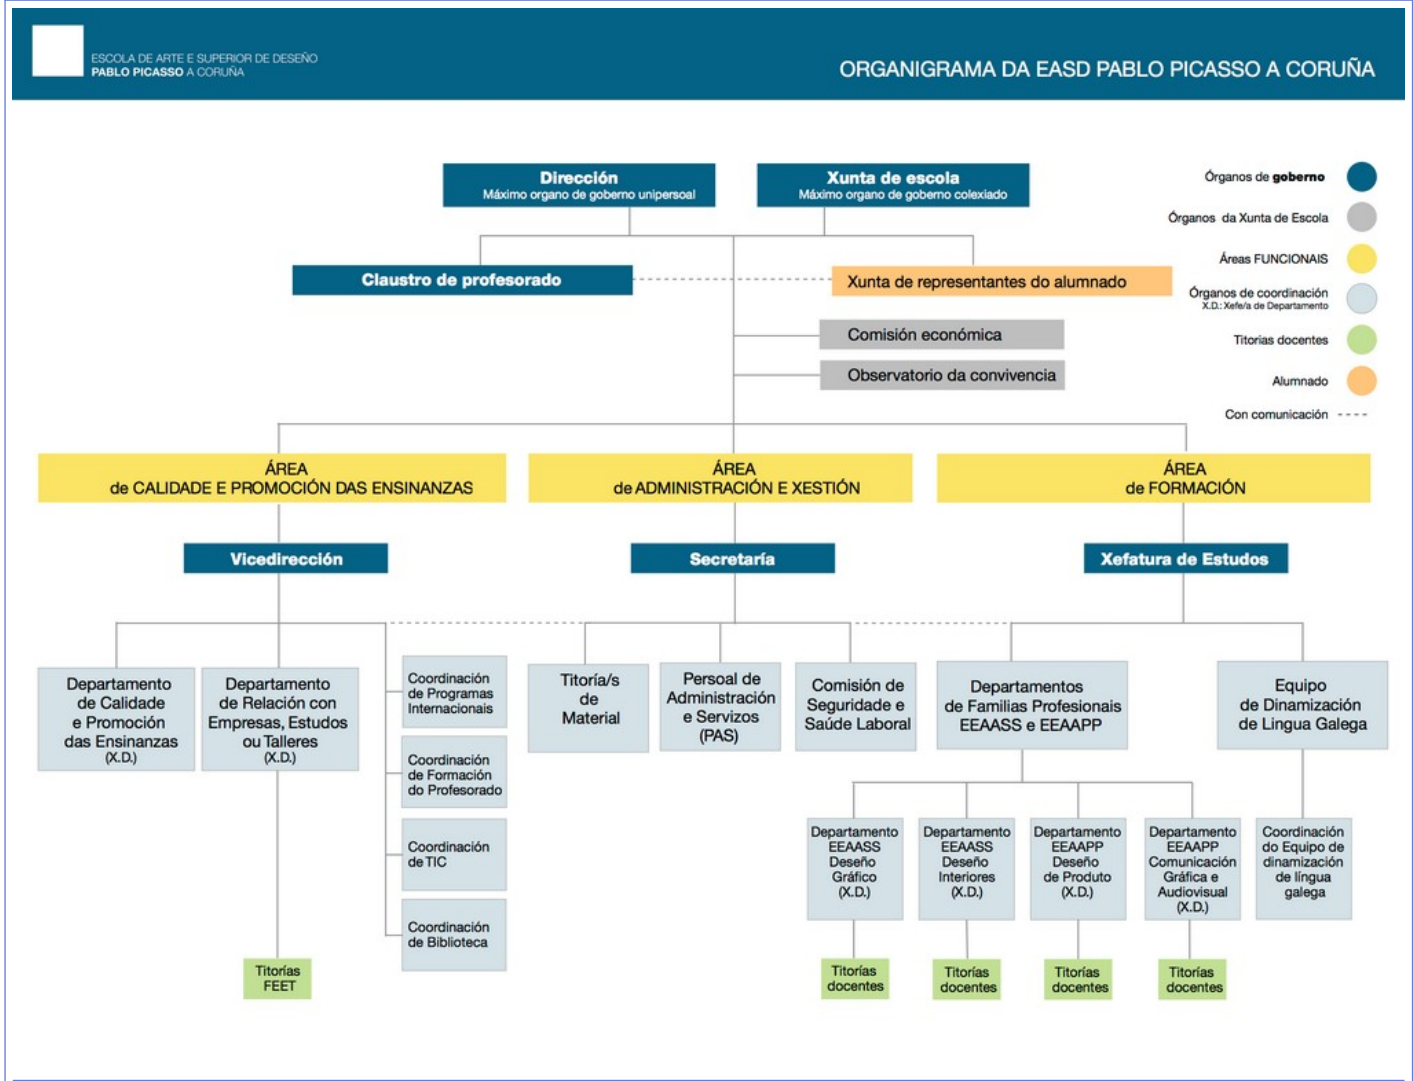 ESCOLA DE ARTE E SUPERIOR DE DESEÑO
PABLO PICASSO A CORUÑA
ORGANIGRAMA DA EASD PABLO PICASSO A CORUÑA
Dirección
Máximo organo de goberno unipersoal
Xunta de escola
Máximo organo de goberno colexiado
Órganos de goberno
Órganos da Xunta de Escola
Áreas FUNCIONAIS
Órganos de coordinación
X.D.: Xefe/a de Departamento
Titorias docentes
Alumnado
Con comunicación
Claustro de profesorado
Xunta de representantes do alumnado
Comisión económica
Observatorio da convivencia
ÁREA
de CALIDADE E PROMOCIÓN DAS ENSINANZAS
ÁREA
de ADMINISTRACIÓN E XESTIÓN
ÁREA
de FORMACIÓN
Vicedirección
Secretaría
Xefatura de Estudos
Departamento
de Calidade
e Promoción
das Ensinanzas
(X.D.)
Departamento
de Relación con
Empresas, Estudos
ou Talleres
(X.D.)
Coordinación
de Programas
Internacionais
Coordinación
de Formación
do Profesorado
Coordinación
de TIC
Coordinación
de Biblioteca
Titorías
FEET
Titoría/s
de
Material
Persoal de
Administración
e Servizos
(PAS)
Comisión de
Seguridade e
Saúde Laboral
Departamentos
de Familias Profesionais
EEAASS e EEAAPP
Equipo
de Dinamización
de Lingua Galega
Departamento
EEAASS
Deseño
Gráfico
(X.D.)
Departamento
EEAASS
Deseño
Interiores
(X.D.)
Departamento
EEAAPP
Deseño
de Produto
(X.D.)
Departamento
EEAAPP
Comunicación
Gráfica e
Audiovisual
(X.D.)
Coordinación
do Equipo de
dinamización
de língua
galega
Titorías
docentes
Titorías
docentes
Titorías
docentes
Titorías
docentes